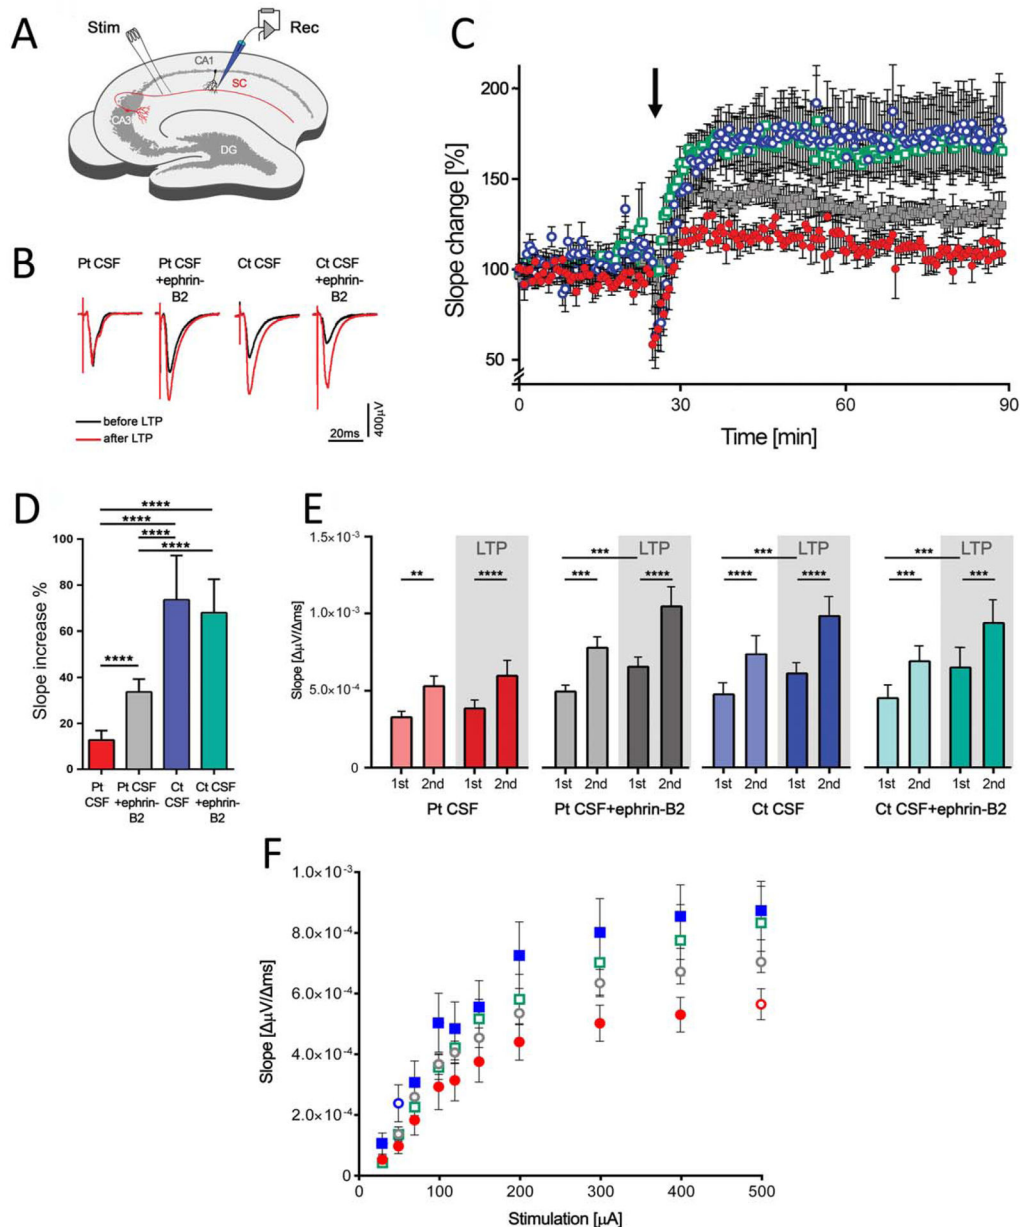 A
Stim
Rec
CA1
SC
CA3
DG
B
Pt CSF
Pt CSF
+ephrin-
B2
Ct CSF
Ct CSF
+ephrin-
B2
before LTP
after LTP
20ms
400µV
C
Slope change [%]
200
150
100
50
0
30
60
90
Time [min]
D
Slope increase %
100
80
60
40
20
0
****
****
****
****
****
Pt
CSF
Pt CSF
+ephrin-
B2
Ct
CSF
Ct CSF
+ephrin-
B2
E
Slope [ΔµV/Δms]
1.5×10⁻³
1.0×10⁻³
5.0×10⁻⁴
0
LTP
** ****
1st 2nd 1st 2nd
Pt CSF
LTP
***
*** ****
1st 2nd 1st 2nd
Pt CSF+ephrin-B2
LTP
***
**** ****
1st 2nd 1st 2nd
Ct CSF
LTP
***
*** ***
1st 2nd 1st 2nd
Ct CSF+ephrin-B2
F
Slope [ΔµV/Δms]
1.0×10⁻³
8.0×10⁻⁴
6.0×10⁻⁴
4.0×10⁻⁴
2.0×10⁻⁴
0
0 100 200 300 400 500
Stimulation [µA]